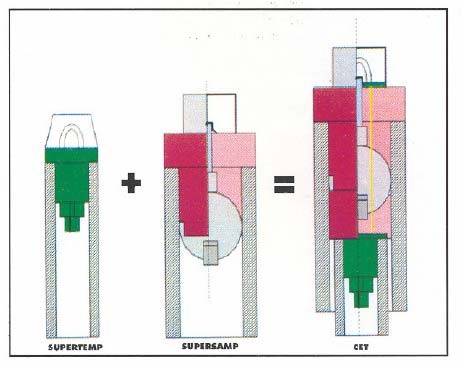 +
=
SUPERTEMP
SUPERSAMP
CET